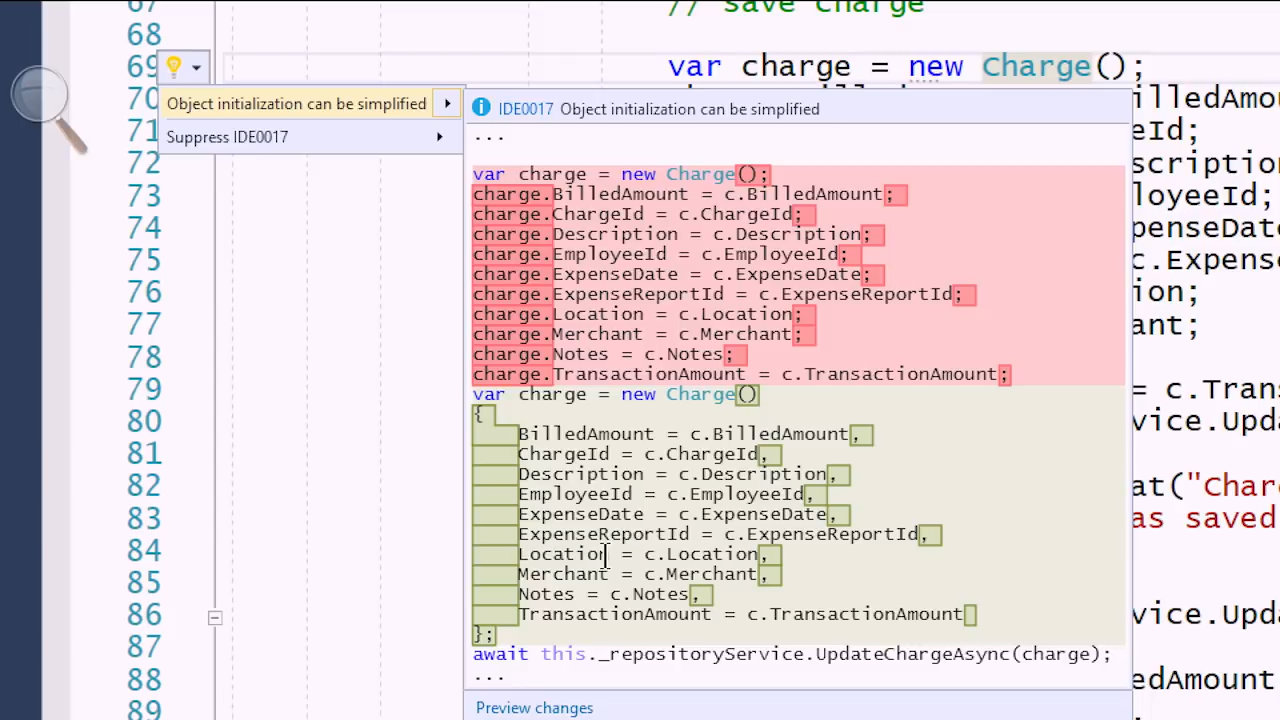 67
// save charge
68
69
var charge = new Charge();
70
71
72
73
74
75
76
77
78
79
80
81
82
83
84
85
86
87
88
89
Object initialization can be simplified
Suppress IDE0017
IDE0017 Object initialization can be simplified
...
var charge = new Charge();
charge.BilledAmount = c.BilledAmount;
charge.ChargeId = c.ChargeId;
charge.Description = c.Description;
charge.EmployeeId = c.EmployeeId;
charge.ExpenseDate = c.ExpenseDate;
charge.ExpenseReportId = c.ExpenseReportId;
charge.Location = c.Location;
charge.Merchant = c.Merchant;
charge.Notes = c.Notes;
charge.TransactionAmount = c.TransactionAmount;
var charge = new Charge()
{
BilledAmount = c.BilledAmount,
ChargeId = c.ChargeId,
Description = c.Description,
EmployeeId = c.EmployeeId,
ExpenseDate = c.ExpenseDate,
ExpenseReportId = c.ExpenseReportId,
Location = c.Location,
Merchant = c.Merchant,
Notes = c.Notes,
TransactionAmount = c.TransactionAmount
};
await this._repositoryService.UpdateChargeAsync(charge);
...
Preview changes
illedAmou
eId;
scription
loyeeId;
penseDate
c.Expense
ion;
ant;
= c.Trans
vice.Upda
at("Charg
as saved
vice.Upda
edAmount